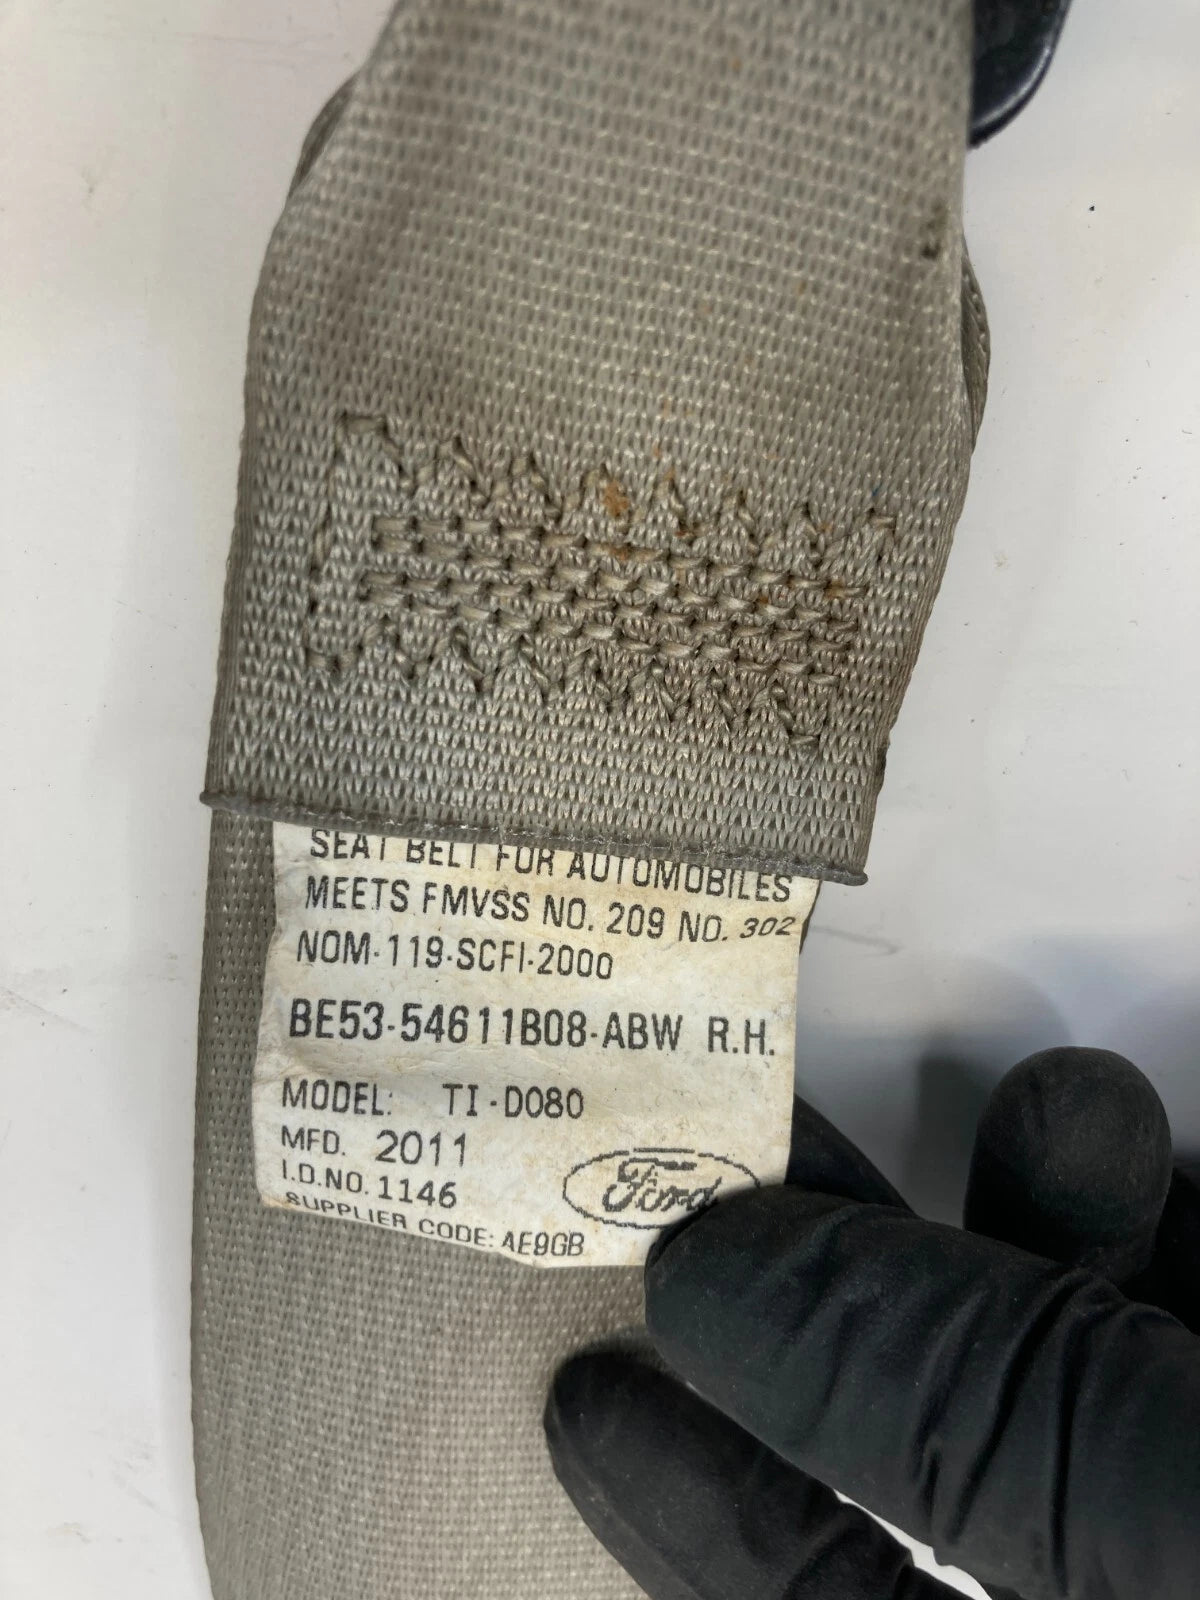 SEAT BELT FOR AUTOMOBILES
MEETS FMVSS NO. 209 NO. 302
NOM-119-SCFI-2000
BE53-54611B08-ABW R.H.
MODEL: TI-D080
MFD. 2011
I.D.NO. 1146
Ford
SUPPLIER CODE: AE9GB